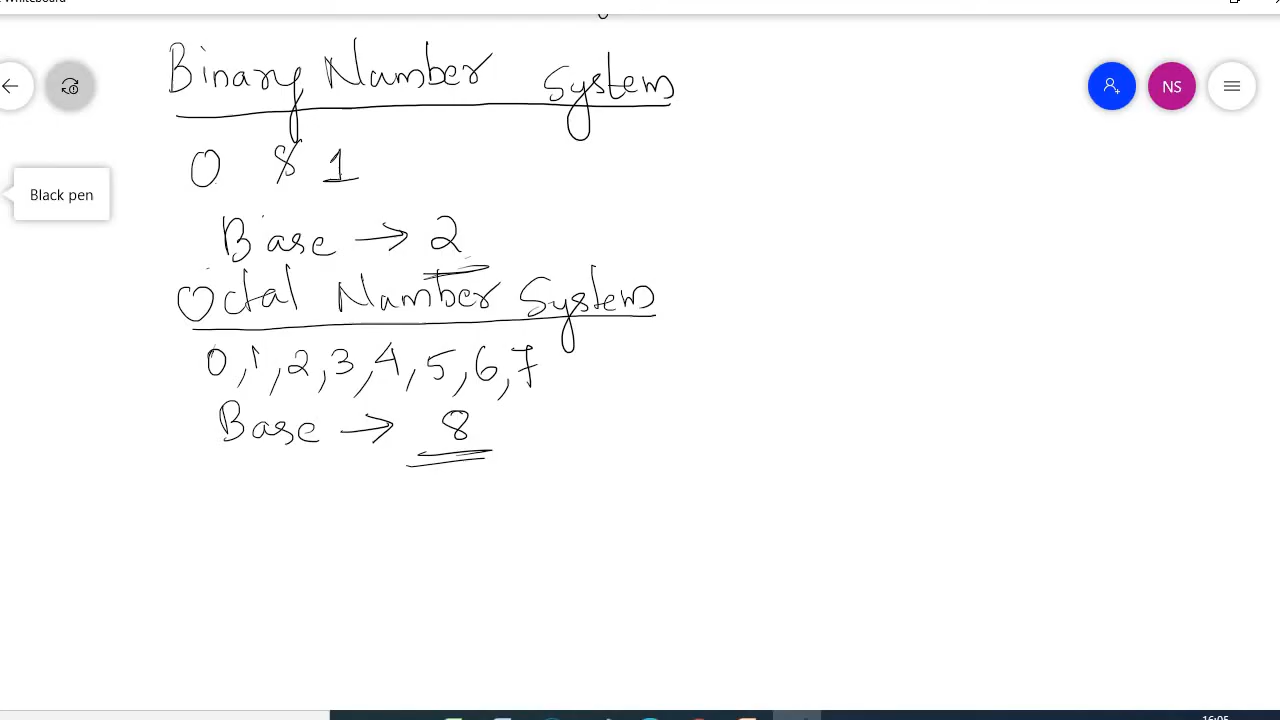 Binary Number System
NS
0 & 1
Black pen
Base → 2
Octal Number System
0,1,2,3,4,5,6,7
Base → 8